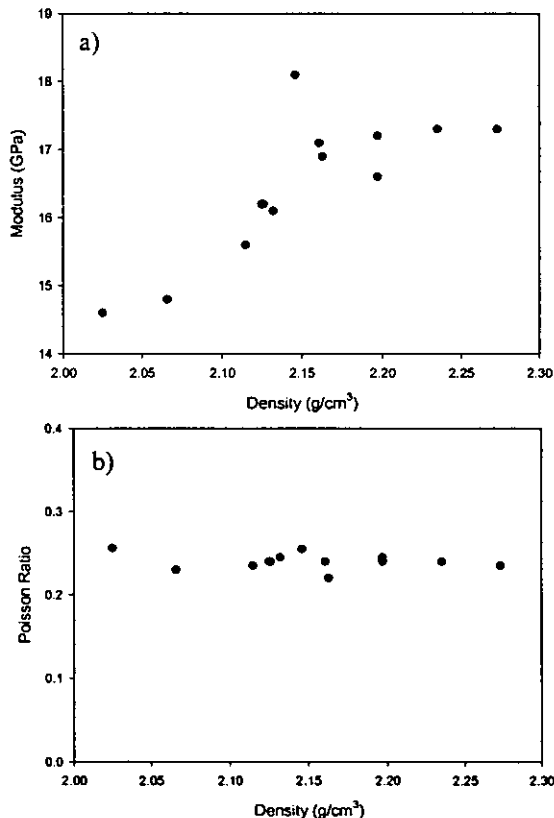 a)
19
18
17
16
15
14
Modulus (GPa)
2.00 2.05 2.10 2.15 2.20 2.25 2.30
Density (g/cm³)
b)
0.4
0.3
0.2
0.1
0.0
Poisson Ratio
2.00 2.05 2.10 2.15 2.20 2.25 2.30
Density (g/cm³)